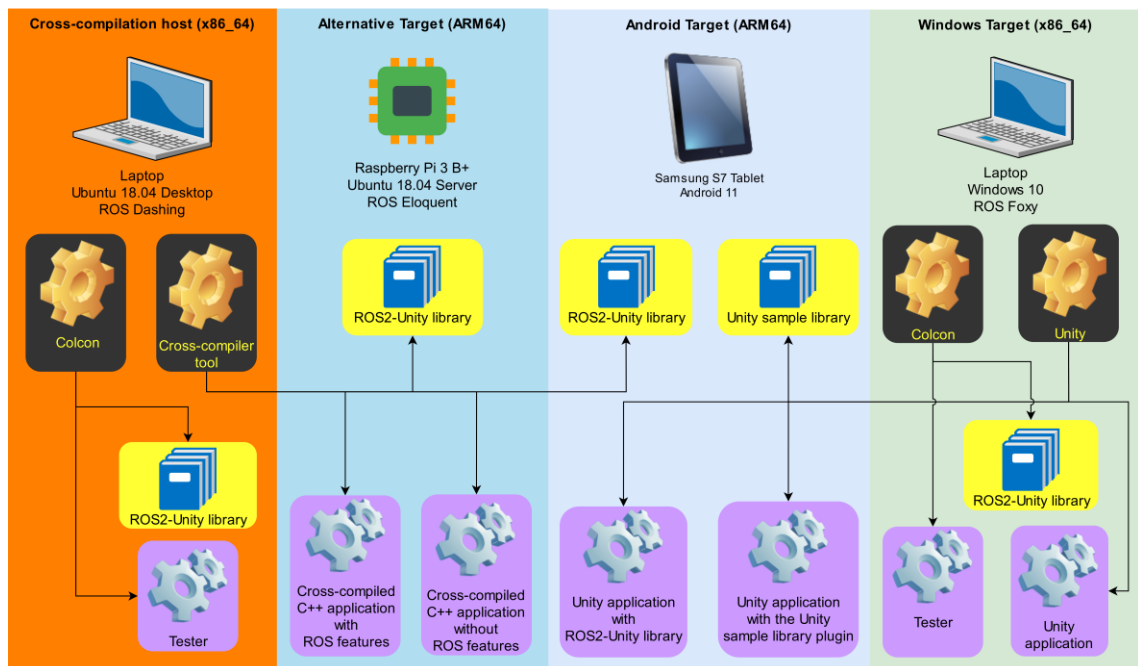 Cross-compilation host (x86_64)
Alternative Target (ARM64)
Android Target (ARM64)
Windows Target (x86_64)
Laptop
Ubuntu 18.04 Desktop
ROS Dashing
Raspberry Pi 3 B+
Ubuntu 18.04 Server
ROS Eloquent
Samsung S7 Tablet
Android 11
Laptop
Windows 10
ROS Foxy
Colcon
Cross-compiler
tool
ROS2-Unity library
ROS2-Unity library
Unity sample library
Colcon
Unity
ROS2-Unity library
ROS2-Unity library
Tester
Cross-compiled
C++ application
with
ROS features
Cross-compiled
C++ application
without
ROS features
Unity application
with
ROS2-Unity library
Unity application
with the Unity
sample library plugin
Tester
Unity
application